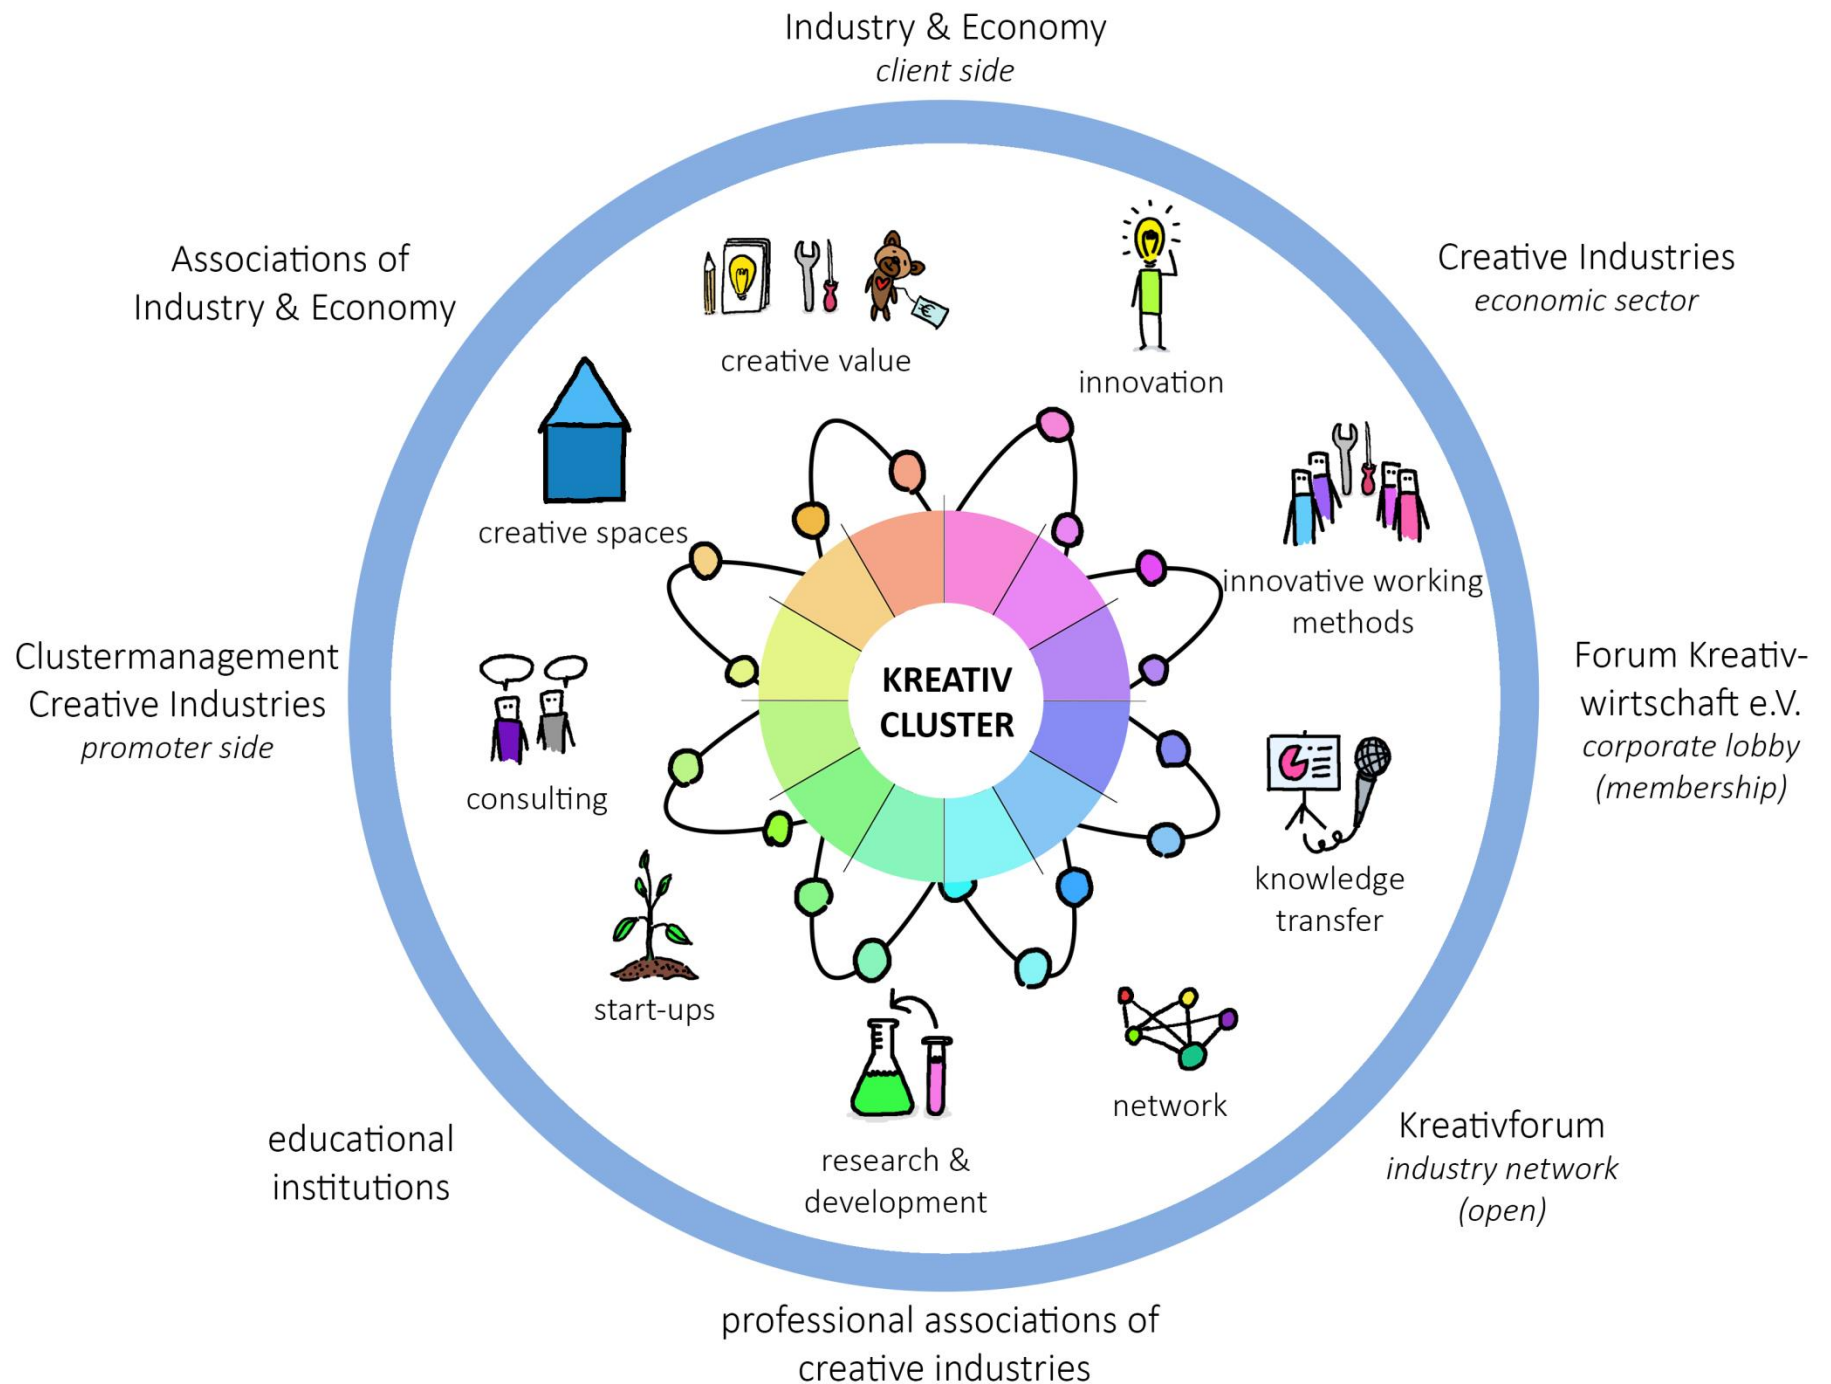 Industry & Economy
client side
Associations of
Industry & Economy
Creative Industries
economic sector
creative value
innovation
creative spaces
innovative working
methods
Clustermanagement
Creative Industries
promoter side
KREATIV
CLUSTER
Forum Kreativ-
wirtschaft e.V.
corporate lobby
(membership)
consulting
knowledge
transfer
start-ups
network
research &
development
educational
institutions
Kreativforum
industry network
(open)
professional associations of
creative industries
€